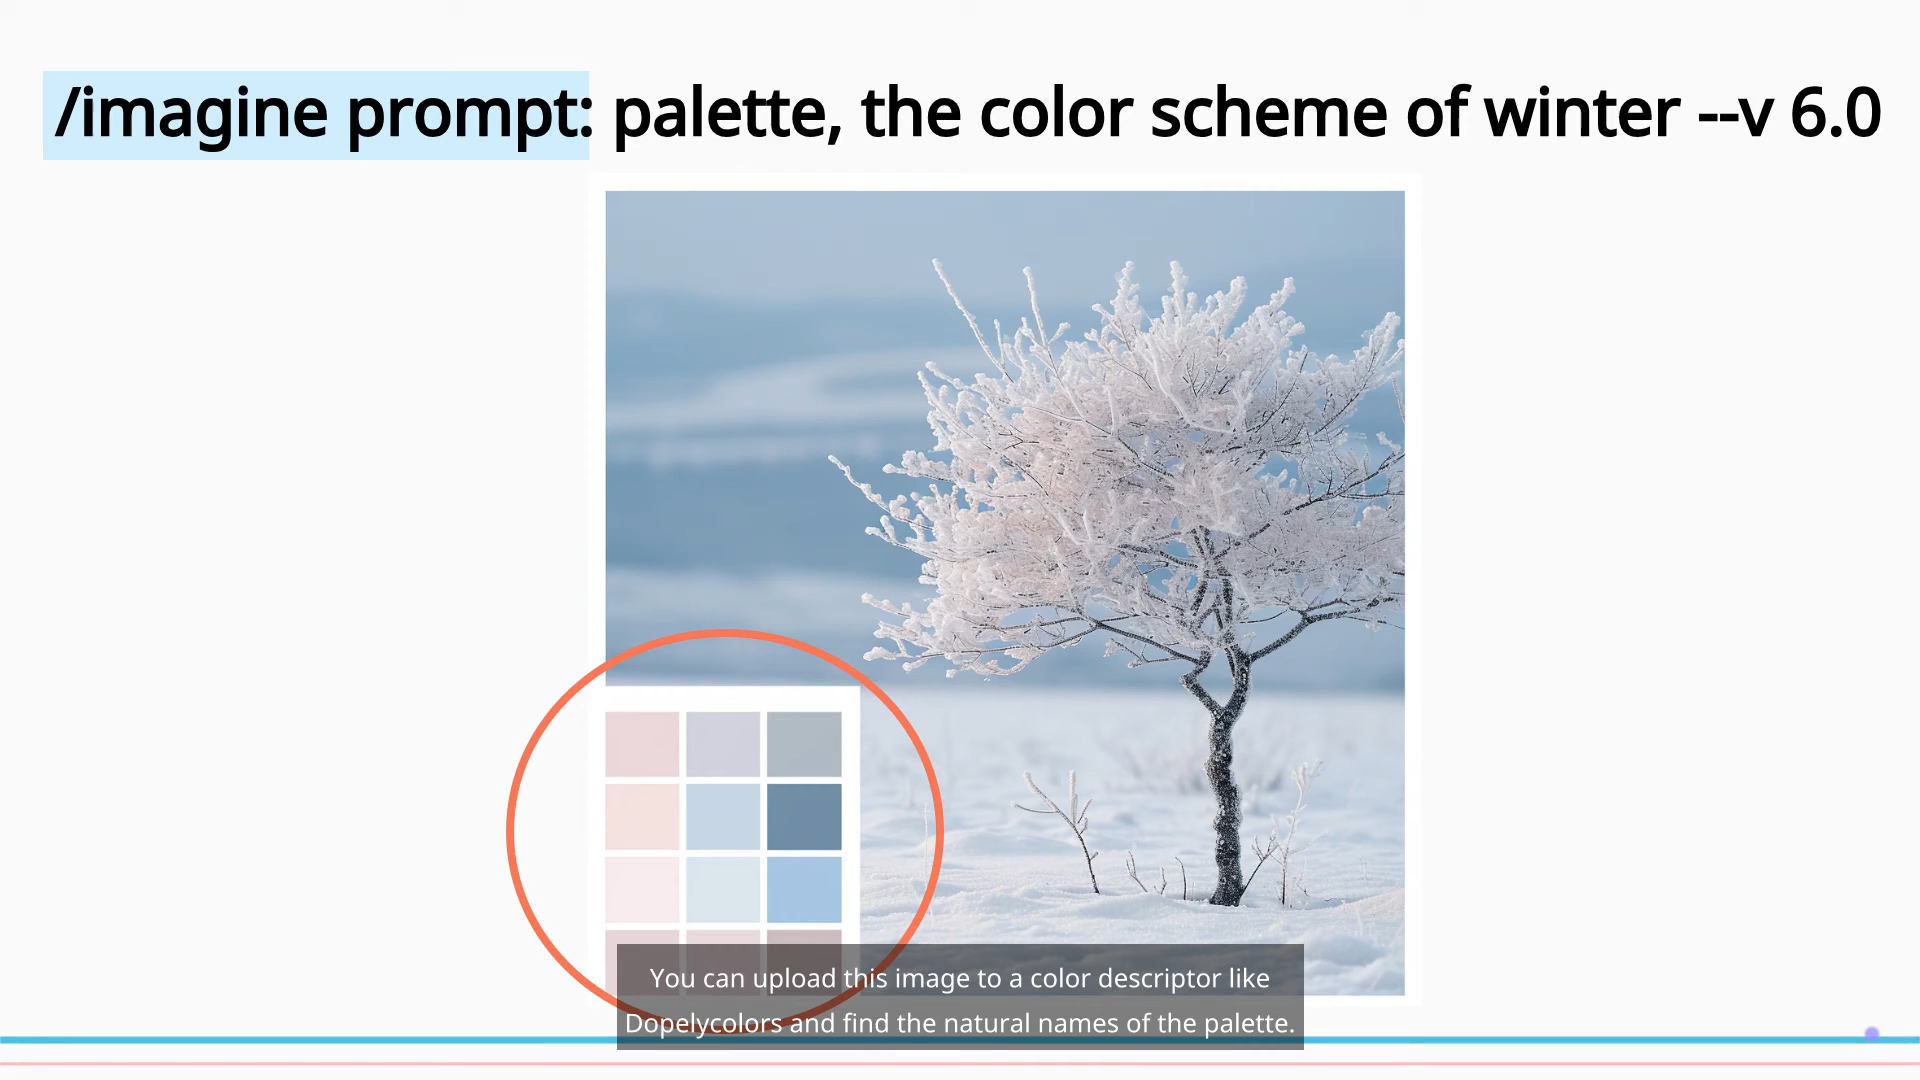 /imagine prompt: palette, the color scheme of winter --v 6.0
You can upload this image to a color descriptor like
Dopelycolors and find the natural names of the palette.